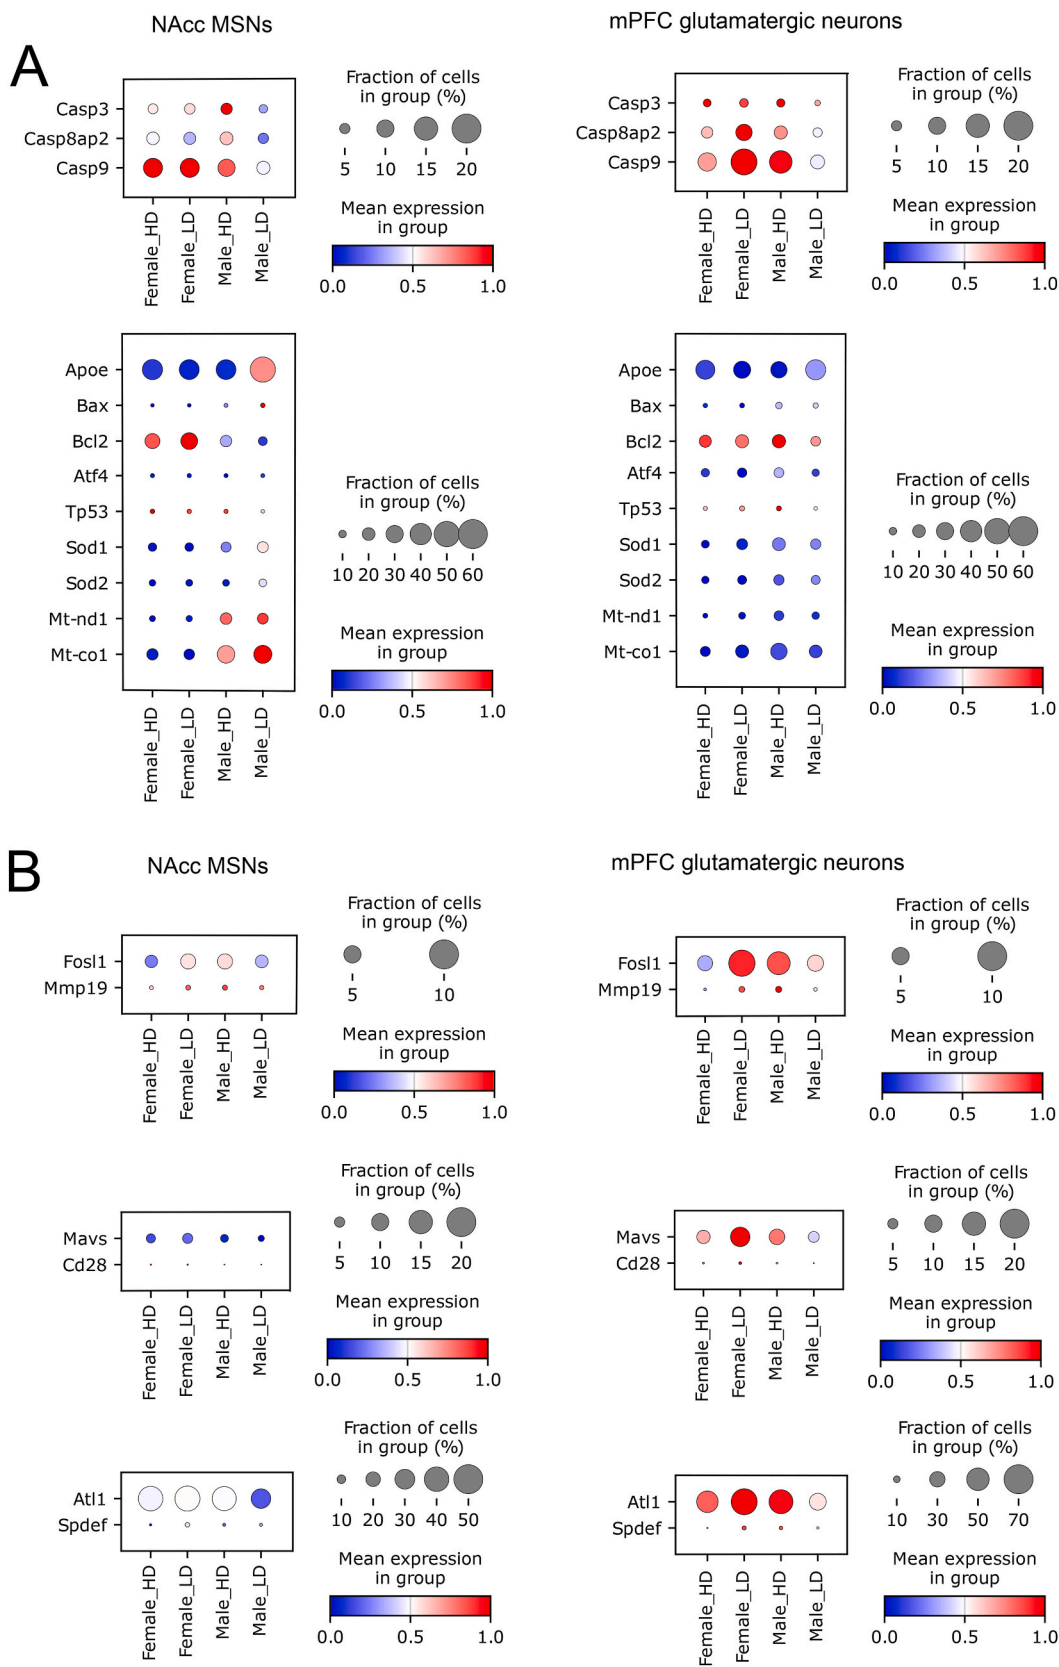 NAcc MSNs
mPFC glutamatergic neurons
A
Casp3
Casp8ap2
Casp9
Female_HD
Female_LD
Male_HD
Male_LD
Fraction of cells
in group (%)
5 10 15 20
Mean expression
in group
0.0 0.5 1.0
Casp3
Casp8ap2
Casp9
Female_HD
Female_LD
Male_HD
Male_LD
Fraction of cells
in group (%)
5 10 15 20
Mean expression
in group
0.0 0.5 1.0
Apoe
Bax
Bcl2
Atf4
Tp53
Sod1
Sod2
Mt-nd1
Mt-co1
Female_HD
Female_LD
Male_HD
Male_LD
Fraction of cells
in group (%)
10 20 30 40 50 60
Mean expression
in group
0.0 0.5 1.0
Apoe
Bax
Bcl2
Atf4
Tp53
Sod1
Sod2
Mt-nd1
Mt-co1
Female_HD
Female_LD
Male_HD
Male_LD
Fraction of cells
in group (%)
10 20 30 40 50 60
Mean expression
in group
0.0 0.5 1.0
B
NAcc MSNs
mPFC glutamatergic neurons
Fosl1
Mmp19
Female_HD
Female_LD
Male_HD
Male_LD
Fraction of cells
in group (%)
5 10
Mean expression
in group
0.0 0.5 1.0
Fosl1
Mmp19
Female_HD
Female_LD
Male_HD
Male_LD
Fraction of cells
in group (%)
5 10
Mean expression
in group
0.0 0.5 1.0
Mavs
Cd28
Female_HD
Female_LD
Male_HD
Male_LD
Fraction of cells
in group (%)
5 10 15 20
Mean expression
in group
0.0 0.5 1.0
Mavs
Cd28
Female_HD
Female_LD
Male_HD
Male_LD
Fraction of cells
in group (%)
5 10 15 20
Mean expression
in group
0.0 0.5 1.0
Atl1
Spdef
Female_HD
Female_LD
Male_HD
Male_LD
Fraction of cells
in group (%)
10 20 30 40 50
Mean expression
in group
0.0 0.5 1.0
Atl1
Spdef
Female_HD
Female_LD
Male_HD
Male_LD
Fraction of cells
in group (%)
10 30 50 70
Mean expression
in group
0.0 0.5 1.0